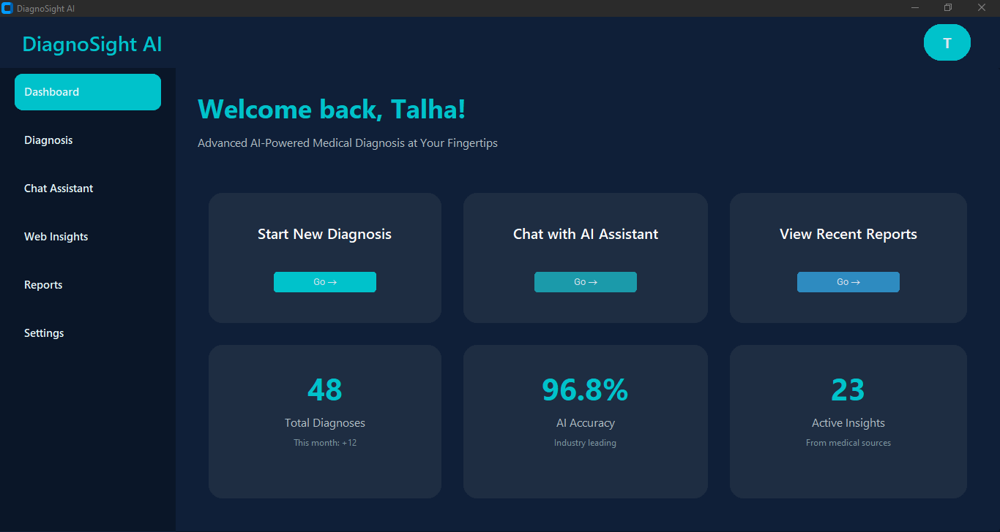 DiagnoSight AI
DiagnoSight AI
T
Dashboard
Diagnosis
Chat Assistant
Web Insights
Reports
Settings
Welcome back, Talha!
Advanced AI-Powered Medical Diagnosis at Your Fingertips
Start New Diagnosis
Go →
Chat with AI Assistant
Go →
View Recent Reports
Go →
48
Total Diagnoses
This month: +12
96.8%
AI Accuracy
Industry leading
23
Active Insights
From medical sources